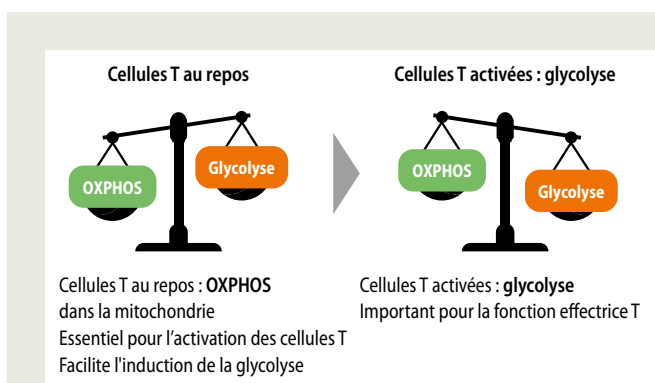 Cellules T au repos
OXPHOS
Glycolyse
Cellules T au repos : OXPHOS
dans la mitochondrie
Essentiel pour l’activation des cellules T
Facilite l'induction de la glycolyse
Cellules T activées : glycolyse
OXPHOS
Glycolyse
Cellules T activées : glycolyse
Important pour la fonction effectrice T